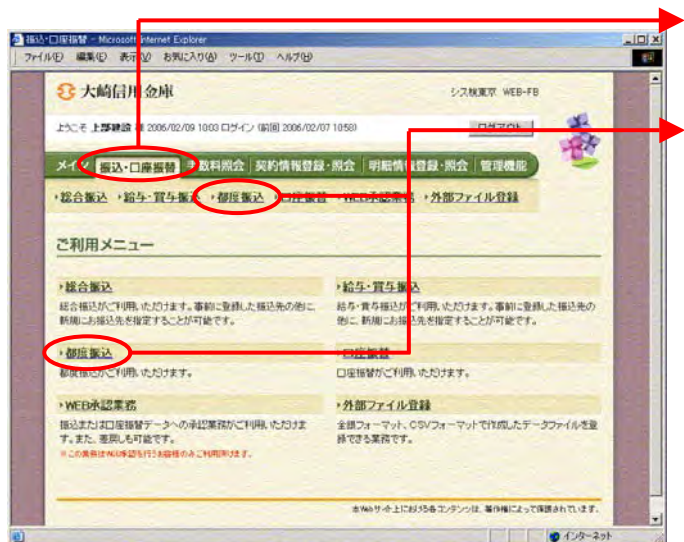 振込・口座振替 - Microsoft Internet Explorer
ファイル(F) 編集(E) 表示(V) お気に入り(A) ツール(T) ヘルプ(H)
大崎信用金庫
シス検東京 WEB-FB
ようこそ 上野建設 様 2006/02/09 10:03 ログイン (前回 2006/02/07 10:58)
ログアウト
メイン 振込・口座振替 手数料照会 契約情報登録・照会 明細情報登録・照会 管理機能
総合振込 給与・賞与振込 都度振込 口座振替 WEB承認業務 外部ファイル登録
ご利用メニュー
総合振込
総合振込がご利用いただけます。事前に登録した振込先の他に、
新規にお振込先を指定することが可能です。
給与・賞与振込
給与・賞与振込がご利用いただけます。事前に登録した振込先の
他に、新規にお振込先を指定することが可能です。
都度振込
都度振込がご利用いただけます。
口座振替
口座振替がご利用いただけます。
WEB承認業務
振込または口座振替データへの承認業務がご利用いただけま
す。また、差戻しも可能です。
※この業務はWEB承認を行うお客様のみご利用頂けます。
外部ファイル登録
全銀フォーマット、CSVフォーマットで作成したデータファイルを登
録できる業務です。
本Webサイト上における各コンテンツは、著作権によって保護されています。
インターネット